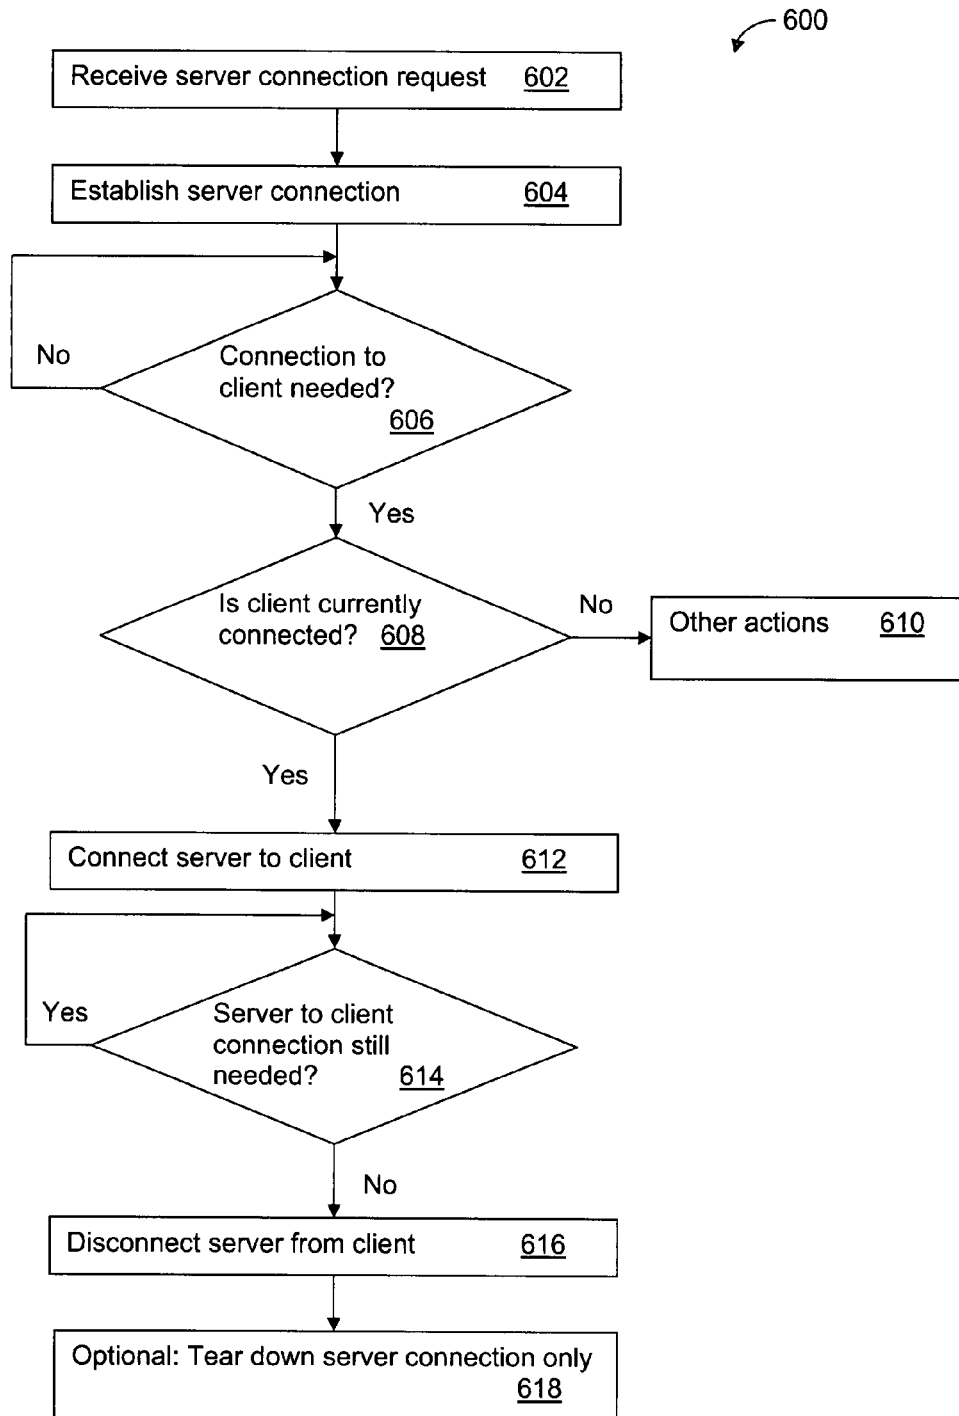 600
Receive server connection request 602
Establish server connection 604
No
Connection to
client needed?
606
Yes
Is client currently
connected? 608
No
Other actions 610
Yes
Connect server to client 612
Yes
Server to client
connection still
needed? 614
No
Disconnect server from client 616
Optional: Tear down server connection only
618